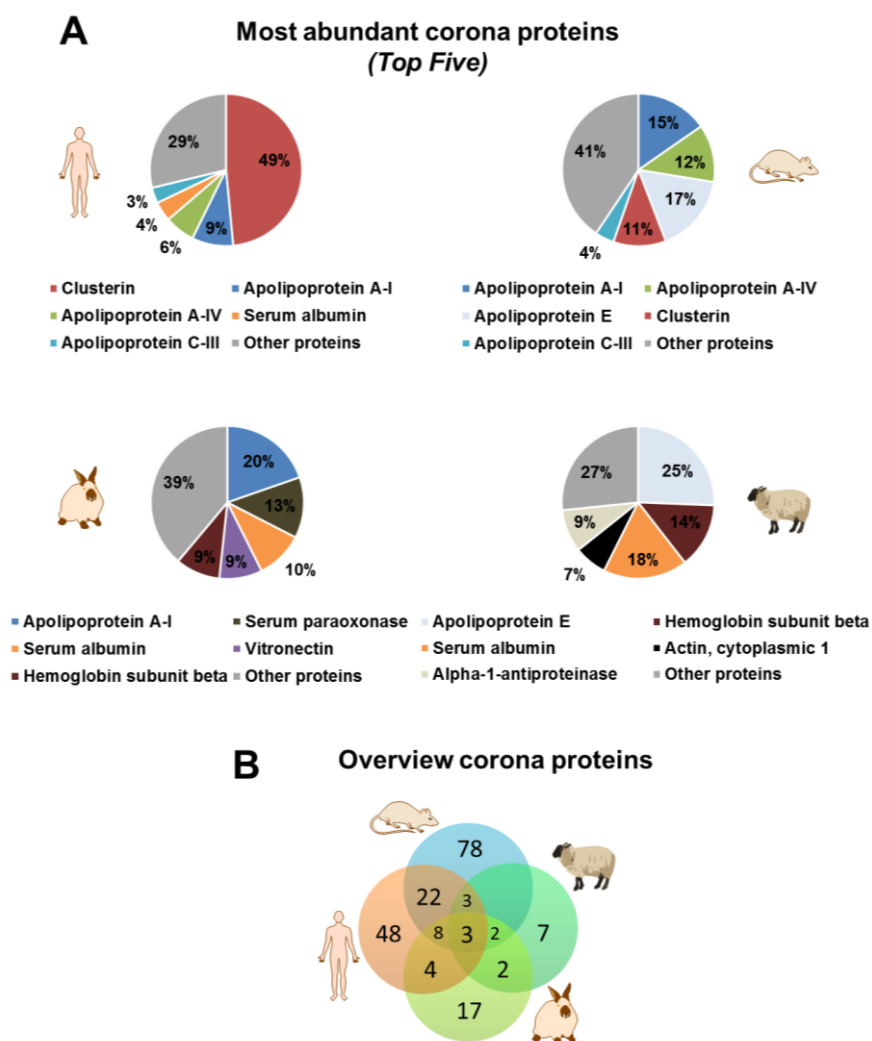 A
Most abundant corona proteins
(Top Five)
29%
49%
3%
4%
6%
9%
Clusterin
Apolipoprotein A-I
Apolipoprotein A-IV
Serum albumin
Apolipoprotein C-III
Other proteins
41%
15%
12%
17%
11%
4%
Apolipoprotein A-I
Apolipoprotein A-IV
Apolipoprotein E
Clusterin
Apolipoprotein C-III
Other proteins
39%
20%
13%
10%
9%
9%
Apolipoprotein A-I
Serum paraoxonase
Serum albumin
Vitronectin
Hemoglobin subunit beta
Other proteins
27%
25%
14%
18%
7%
9%
Apolipoprotein E
Hemoglobin subunit beta
Serum albumin
Actin, cytoplasmic 1
Alpha-1-antiproteinase
Other proteins
B
Overview corona proteins
78
22
3
48
8
3
2
7
4
2
17